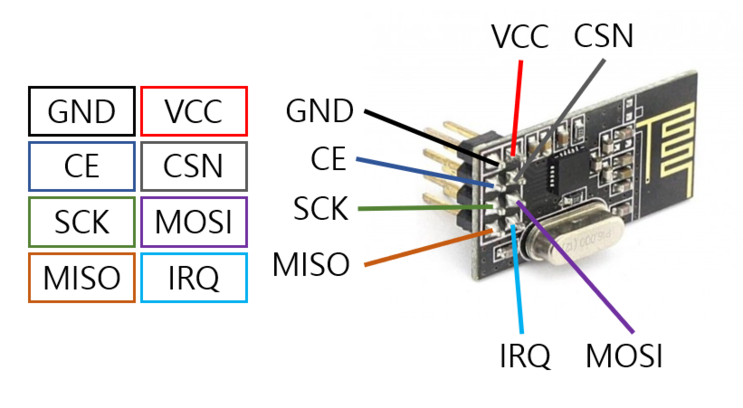 VCC CSN
GND VCC
GND
CE CSN
CE
SCK MOSI
SCK
MISO IRQ
MISO
IRQ MOSI